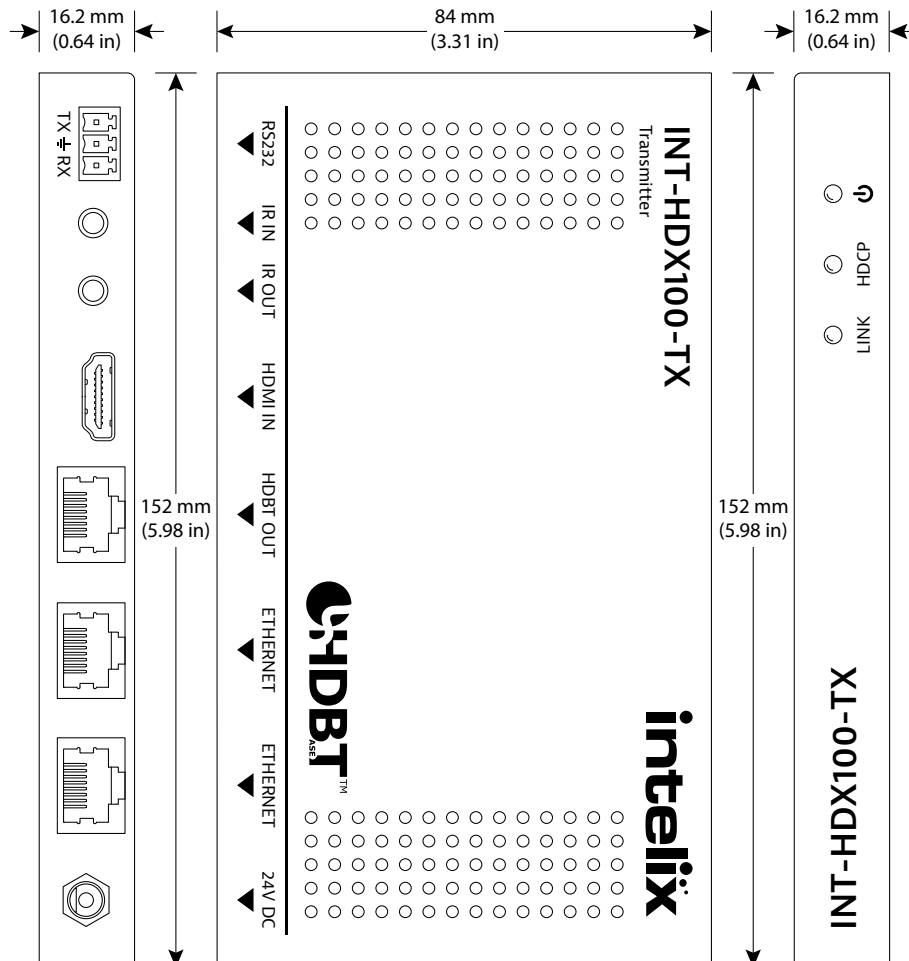 16.2 mm
(0.64 in)
84 mm
(3.31 in)
16.2 mm
(0.64 in)
TX RX
RS232
IR IN
IR OUT
HDMI IN
HDBT OUT
ETHERNET
ETHERNET
24V DC
152 mm
(5.98 in)
INT-HDX100-TX
Transmitter
HDBT
ASE
TM
intelix
152 mm
(5.98 in)
HDCP
LINK
INT-HDX100-TX